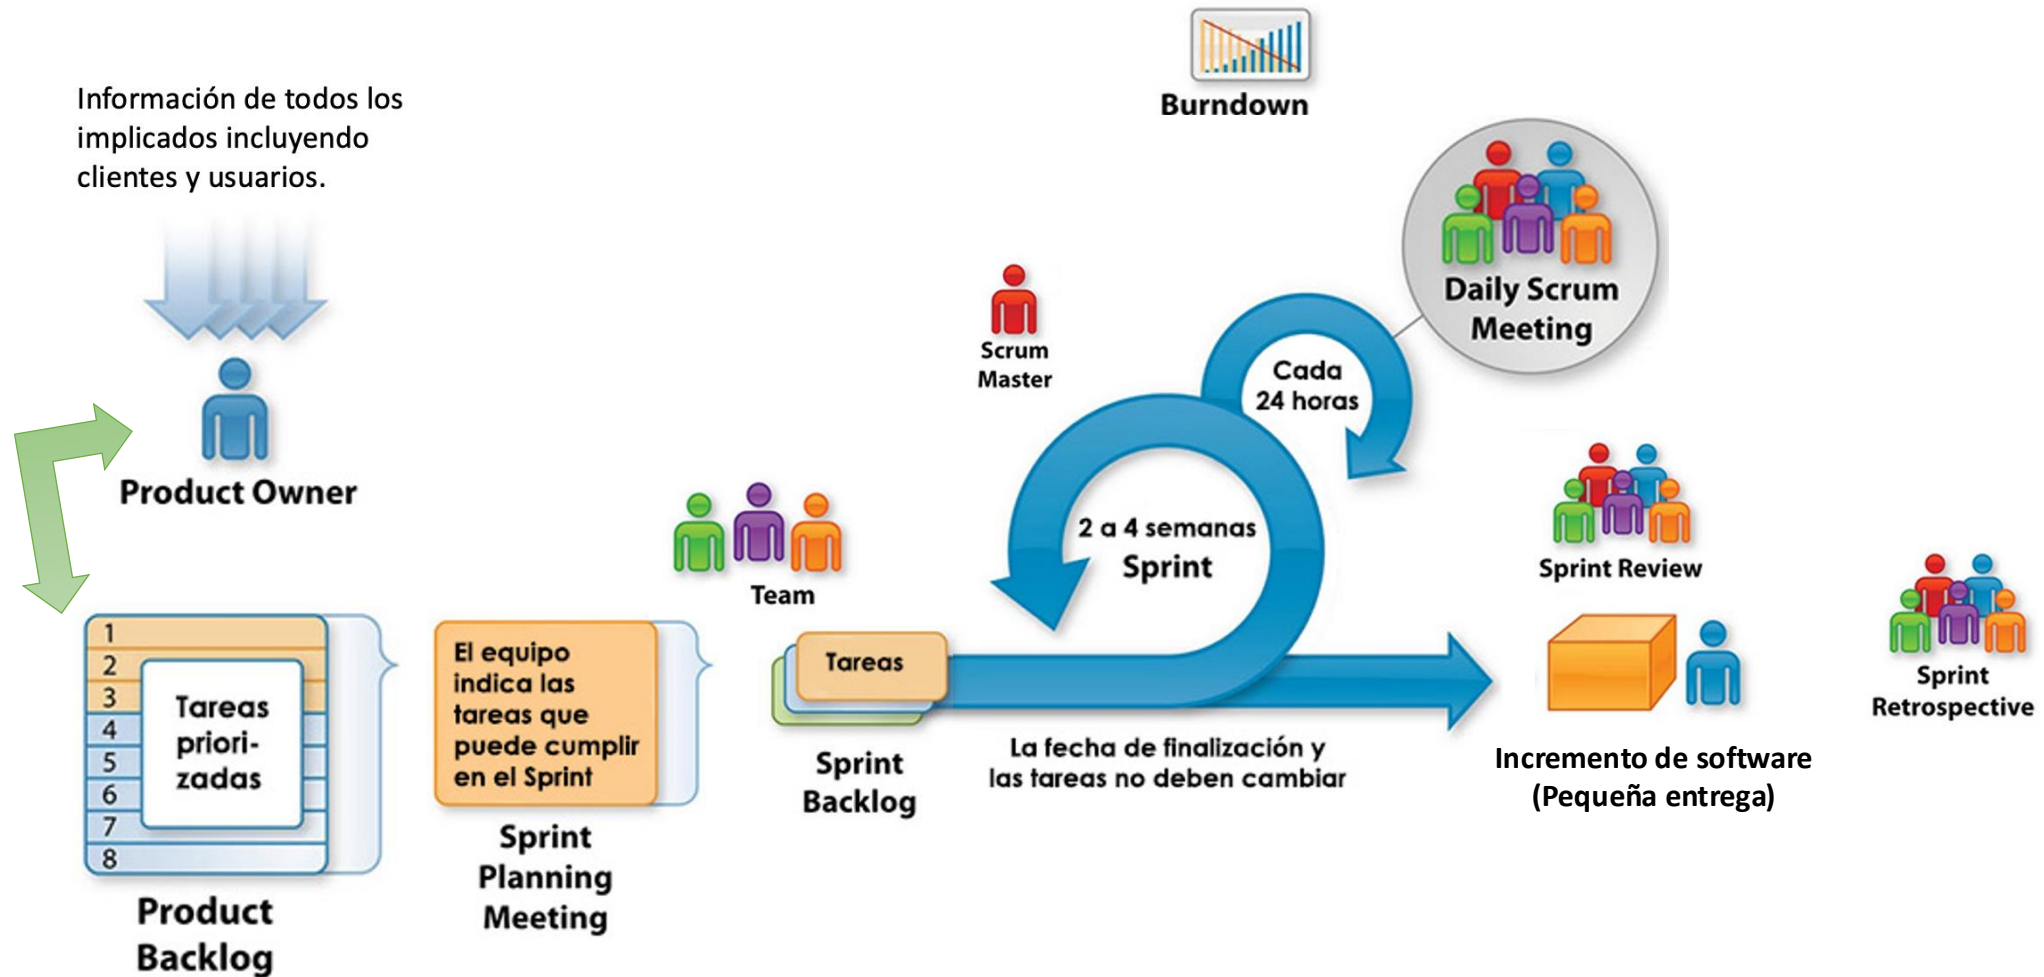 Información de todos los
implicados incluyendo
clientes y usuarios.
Product Owner
1
2
3
4
5
6
7
8
Tareas
priori-
zadas
Product
Backlog
El equipo
indica las
tareas que
puede cumplir
en el Sprint
Sprint
Planning
Meeting
Team
Tareas
Sprint
Backlog
Scrum
Master
2 a 4 semanas
Sprint
Cada
24 horas
La fecha de finalización y
las tareas no deben cambiar
Burndown
Daily Scrum
Meeting
Sprint Review
Incremento de software
(Pequeña entrega)
Sprint
Retrospective